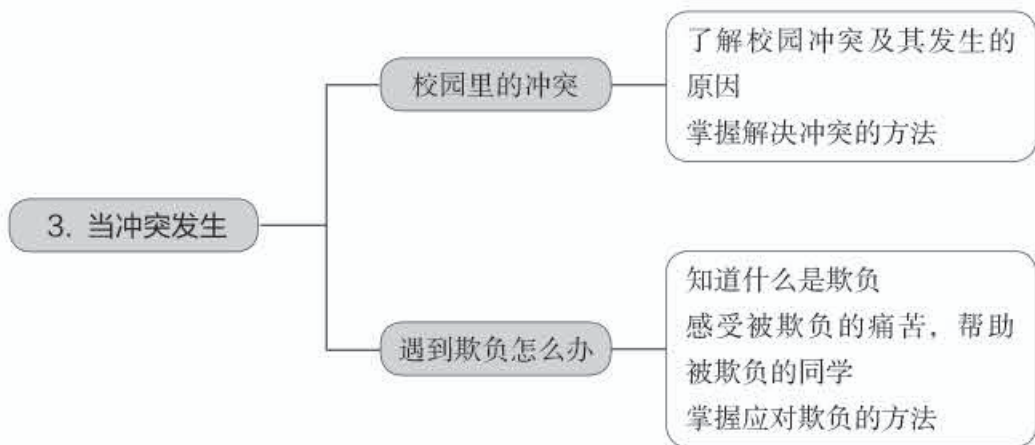 校园里的冲突
了解校园冲突及其发生的
原因
掌握解决冲突的方法
3. 当冲突发生
遇到欺负怎么办
知道什么是欺负
感受被欺负的痛苦，帮助
被欺负的同学
掌握应对欺负的方法